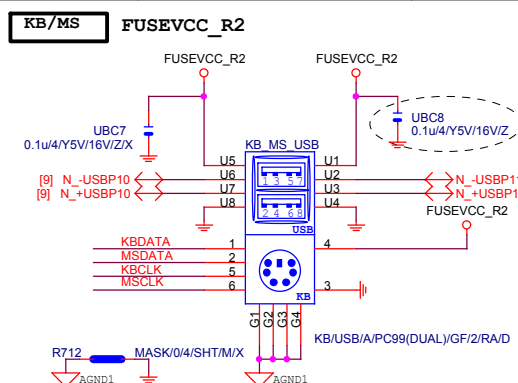 KB/MS FUSEVCC_R2
FUSEVCC_R2 FUSEVCC_R2
UBC7
0.1u/4/Y5V/16V/Z/X
UBC8
0.1u/4/Y5V/16V/Z
KB_MS_USB
U5 U1
[9] N_-USBP10 U6 U2 N_-USBP1
[9] N_+USBP10 U7 U3 N_+USBP1
U8 U4
1 3 5 7
2 4 6 8
USB
FUSEVCC_R2
KBDATA 1 4
MSDATA 2
KBCLK 5
MSCLK 6 3
KB
G1 G2 G3 G4
KB/USB/A/PC99(DUAL)/GF/2/RA/D
R712 MASK/0/4/SHT/M/X
AGND1 AGND1